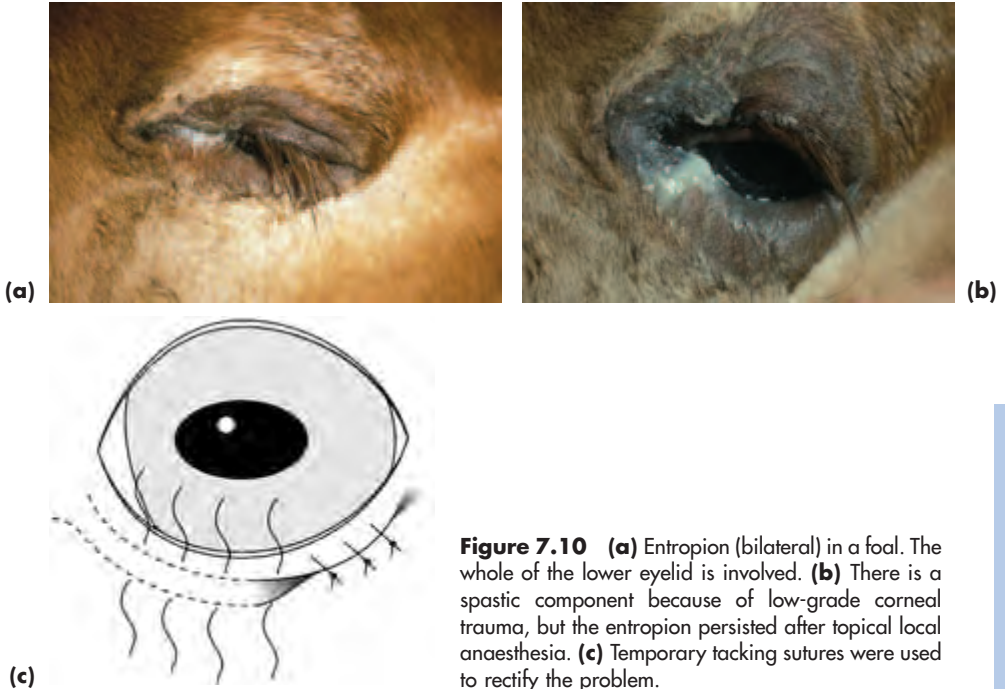 (a)
(b)
(c)
Figure 7.10 (a) Entropion (bilateral) in a foal. The
whole of the lower eyelid is involved. (b) There is a
spastic component because of low-grade corneal
trauma, but the entropion persisted after topical local
anaesthesia. (c) Temporary tacking sutures were used
to rectify the problem.